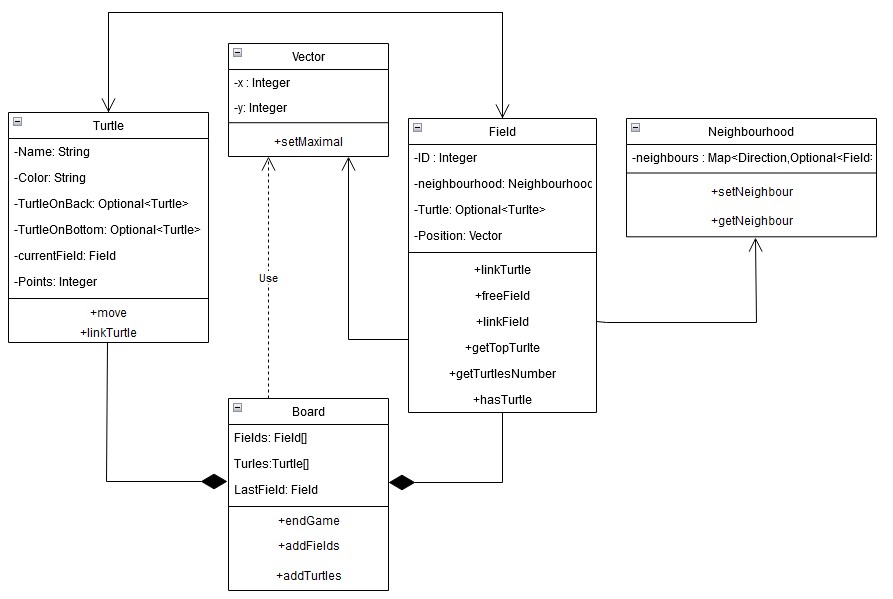 Vector
-x : Integer
-y: Integer
+setMaximal
Turtle
-Name: String
-Color: String
-TurtleOnBack: Optional<Turtle>
-TurtleOnBottom: Optional<Turtle>
-currentField: Field
-Points: Integer
+move
+linkTurtle
Field
-ID : Integer
-neighbourhood: Neighbourhood
-Turtle: Optional<Turlte>
-Position: Vector
+linkTurtle
+freeField
+linkField
+getTopTurlte
+getTurtlesNumber
+hasTurtle
Neighbourhood
-neighbours : Map<Direction,Optional<Field>
+setNeighbour
+getNeighbour
Use
Board
Fields: Field[]
Turles:Turtle[]
LastField: Field
+endGame
+addFields
+addTurtles